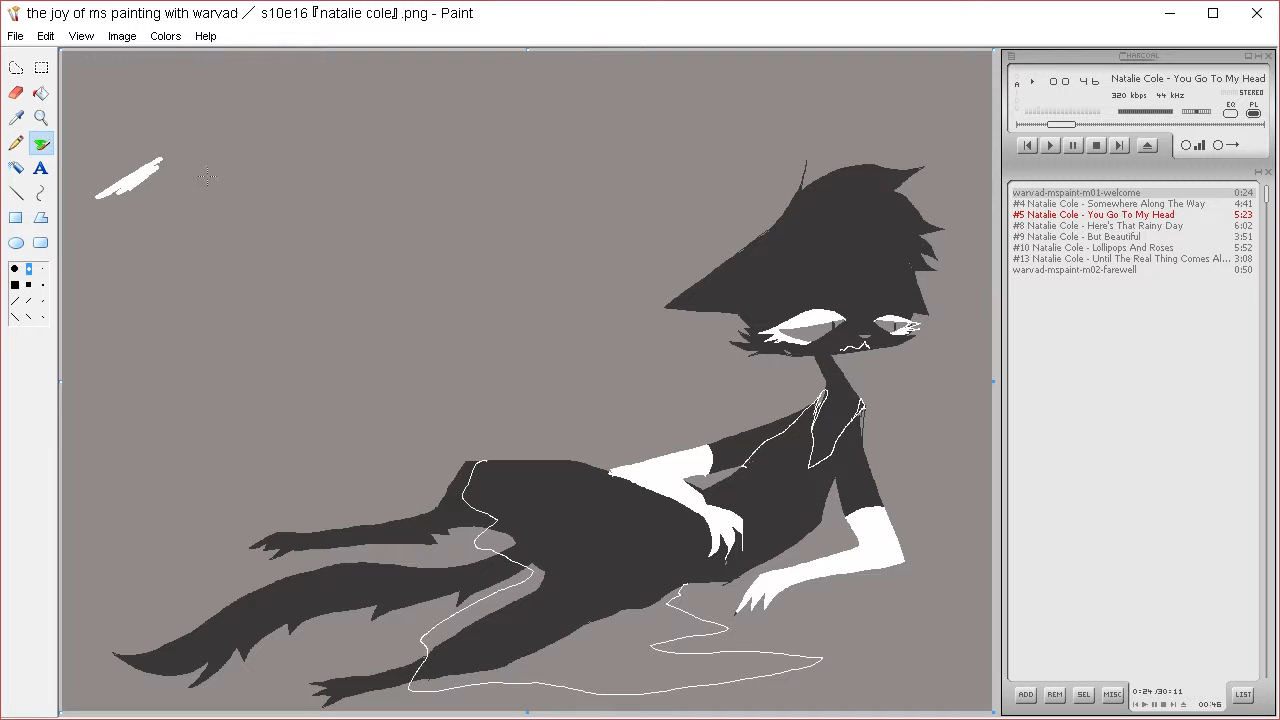 the joy of ms painting with warvad ／ s10e16『natalie cole』.png - Paint
File Edit View Image Colors Help
A
CHARCOAL
A
00 46
Natalie Cole - You Go To My Head
320 kbps 44 kHz
STEREO
EQ PL
warvad-mspaint-m01-welcome 0:24
#4 Natalie Cole - Somewhere Along The Way 4:41
#5 Natalie Cole - You Go To My Head 5:23
#8 Natalie Cole - Here's That Rainy Day 6:02
#9 Natalie Cole - But Beautiful 3:51
#10 Natalie Cole - Lollipops And Roses 5:52
#13 Natalie Cole - Until The Real Thing Comes Al... 3:08
warvad-mspaint-m02-farewell 0:50
ADD REM SEL MISC 0:24 /30:11 00:46 LIST